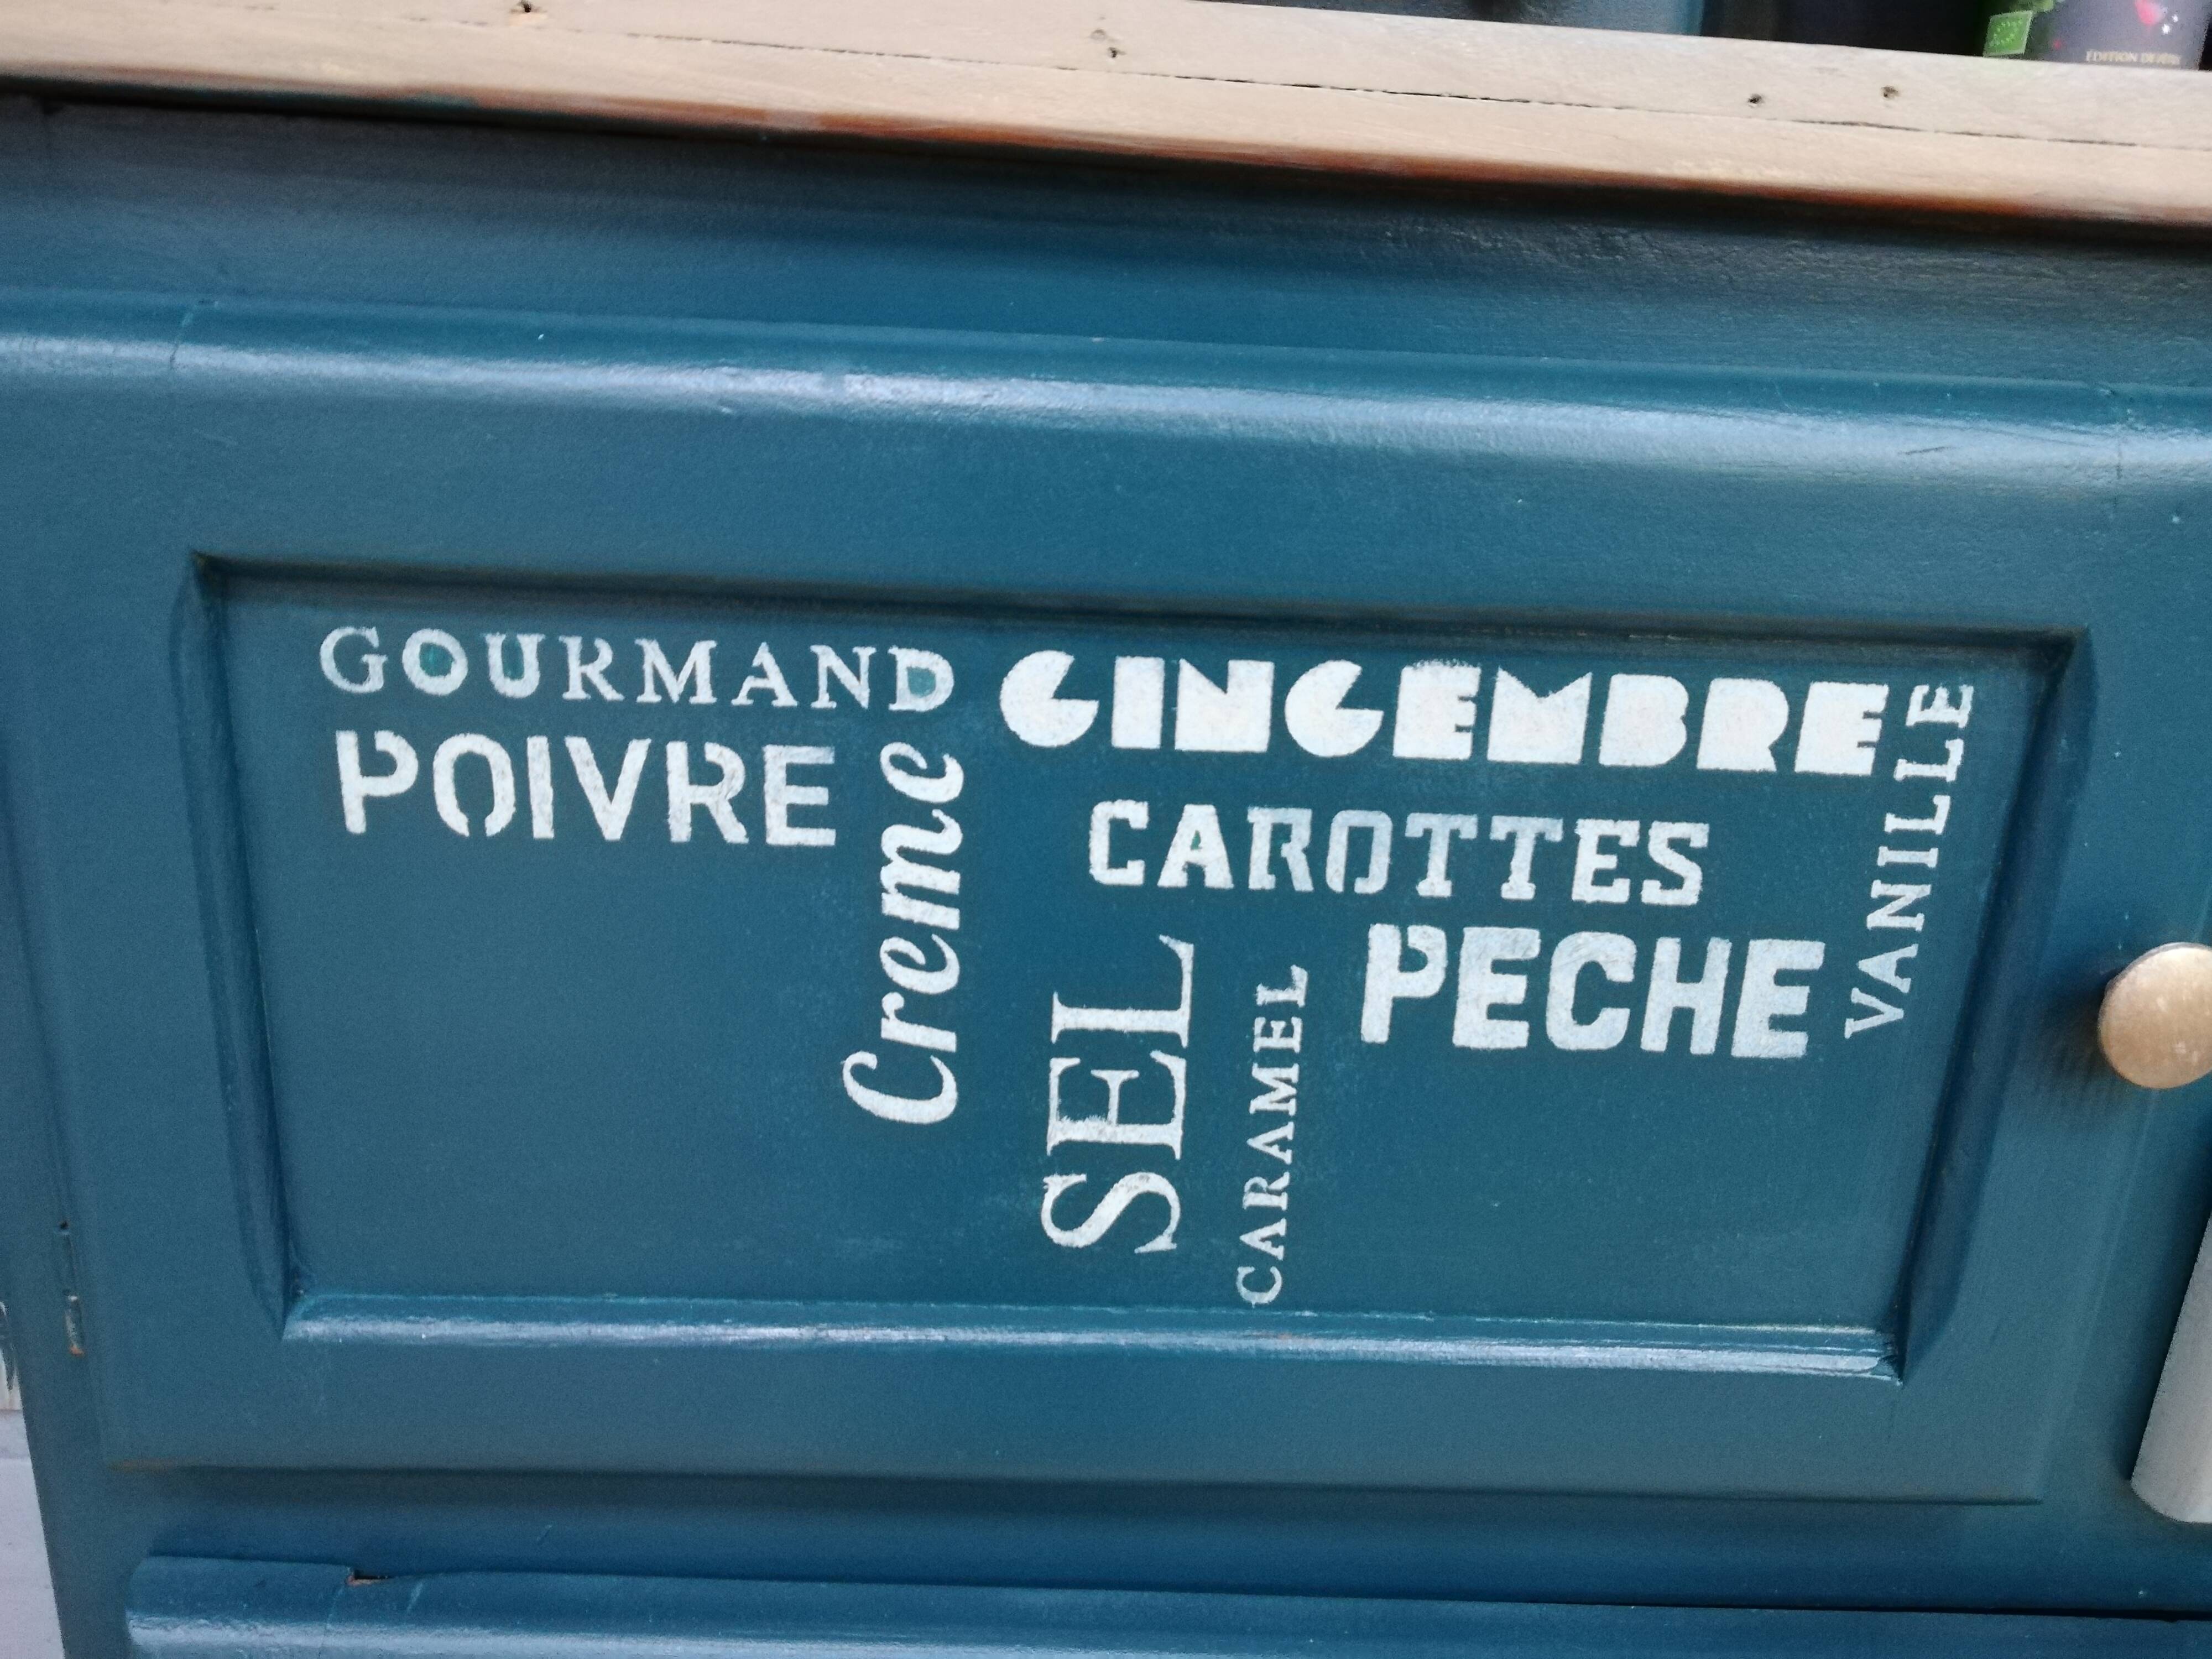 GOURMAND
POIVRE
Creme
GINGEMBRE
CAROTTES
PECHE
VANILLE
SEL
CARAMEL